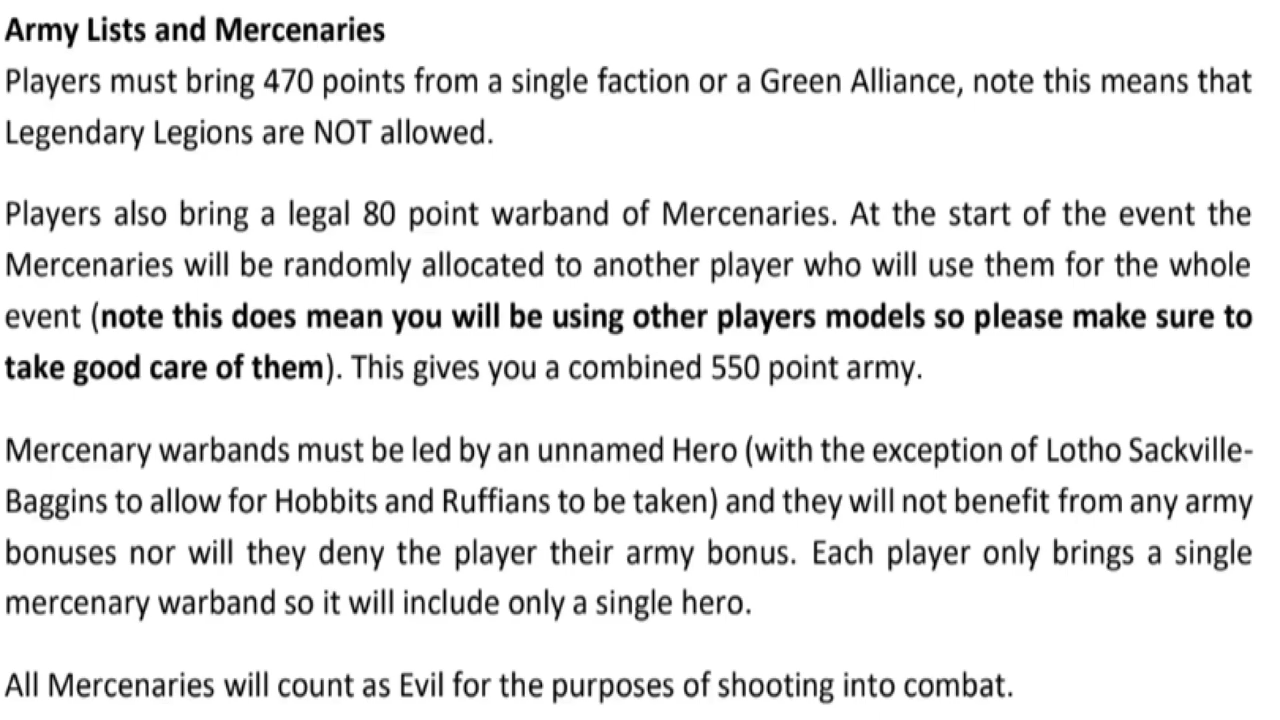 Army Lists and Mercenaries
Players must bring 470 points from a single faction or a Green Alliance, note this means that
Legendary Legions are NOT allowed.
Players also bring a legal 80 point warband of Mercenaries. At the start of the event the
Mercenaries will be randomly allocated to another player who will use them for the whole
event (note this does mean you will be using other players models so please make sure to
take good care of them). This gives you a combined 550 point army.
Mercenary warbands must be led by an unnamed Hero (with the exception of Lotho Sackville-
Baggins to allow for Hobbits and Ruffians to be taken) and they will not benefit from any army
bonuses nor will they deny the player their army bonus. Each player only brings a single
mercenary warband so it will include only a single hero.
All Mercenaries will count as Evil for the purposes of shooting into combat.